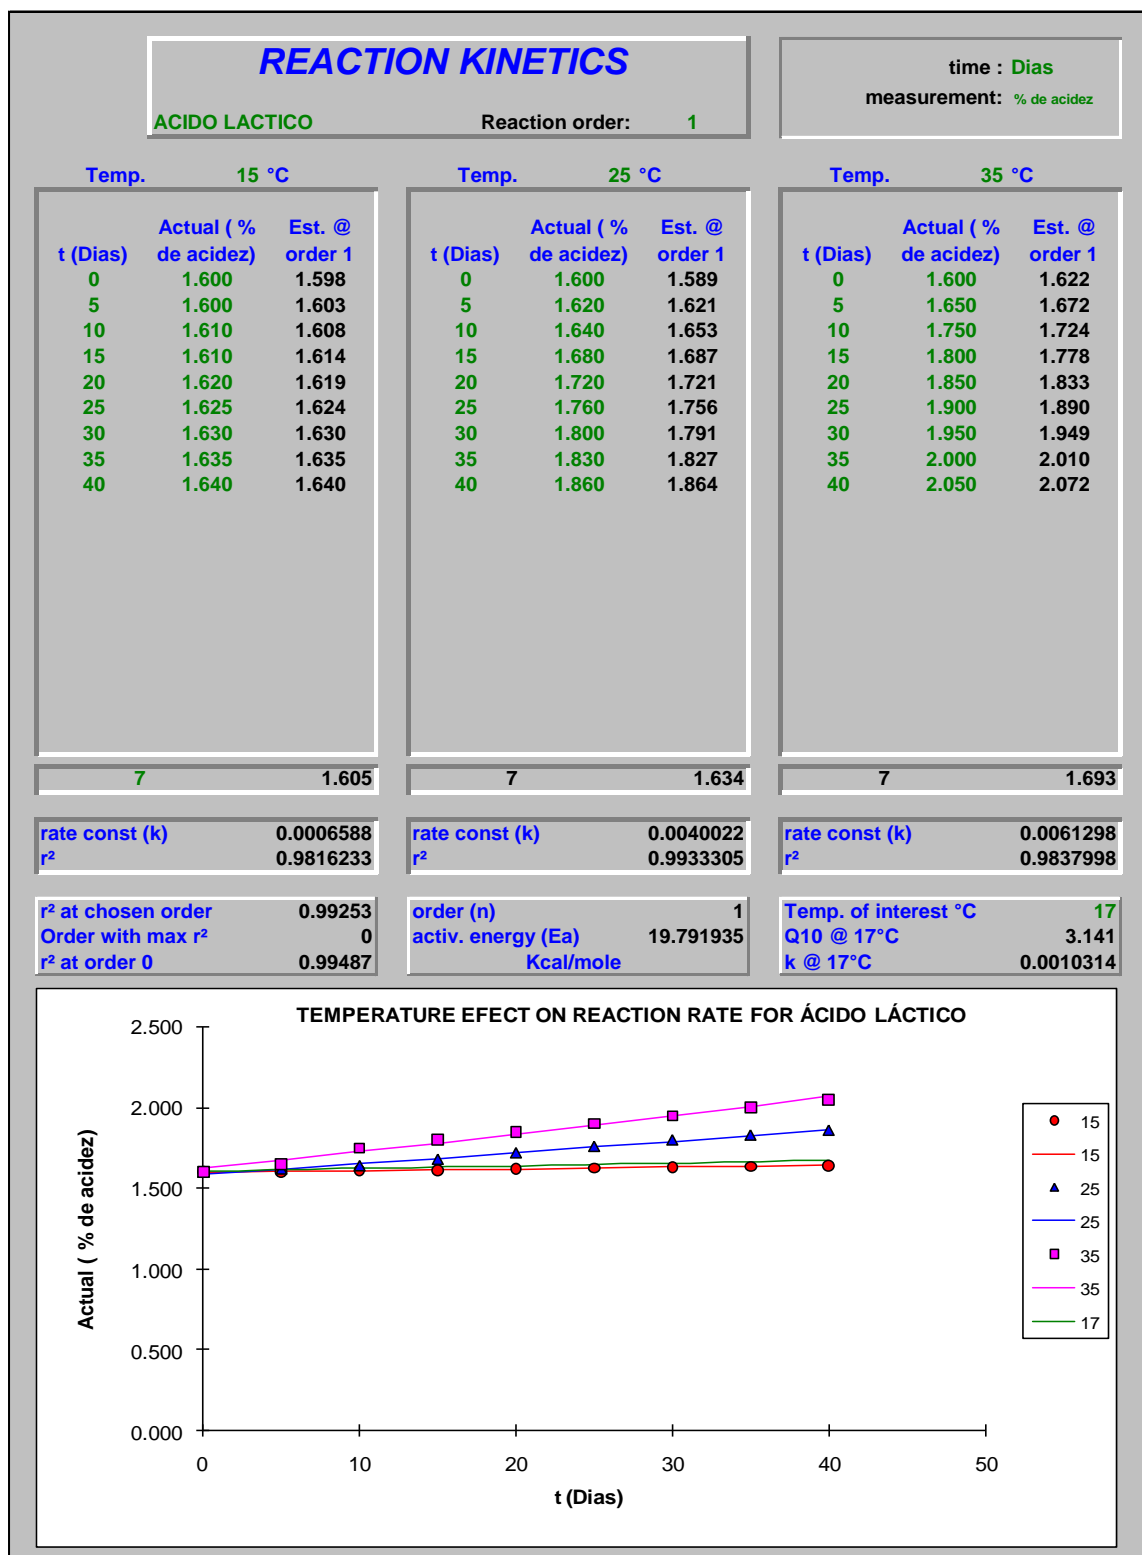 REACTION KINETICS
ACIDO LACTICO Reaction order: 1
time : Dias
measurement: % de acidez
Temp. 15 °C Temp. 25 °C Temp. 35 °C
Actual ( % Est. @ Actual ( % Est. @ Actual ( % Est. @
t (Dias) de acidez) order 1 t (Dias) de acidez) order 1 t (Dias) de acidez) order 1
0 1.600 1.598 0 1.600 1.589 0 1.600 1.622
5 1.600 1.603 5 1.620 1.621 5 1.650 1.672
10 1.610 1.608 10 1.640 1.653 10 1.750 1.724
15 1.610 1.614 15 1.680 1.687 15 1.800 1.778
20 1.620 1.619 20 1.720 1.721 20 1.850 1.833
25 1.625 1.624 25 1.760 1.756 25 1.900 1.890
30 1.630 1.630 30 1.800 1.791 30 1.950 1.949
35 1.635 1.635 35 1.830 1.827 35 2.000 2.010
40 1.640 1.640 40 1.860 1.864 40 2.050 2.072
7 1.605 7 1.634 7 1.693
rate const (k) 0.0006588 rate const (k) 0.0040022 rate const (k) 0.0061298
r² 0.9816233 r² 0.9933305 r² 0.9837998
r² at chosen order 0.99253 order (n) 1 Temp. of interest °C 17
Order with max r² 0 activ. energy (Ea) 19.791935 Q10 @ 17°C 3.141
r² at order 0 0.99487 Kcal/mole k @ 17°C 0.0010314
TEMPERATURE EFECT ON REACTION RATE FOR ÁCIDO LÁCTICO
2.500
2.000
1.500
1.000
0.500
0.000
Actual ( % de acidez)
0 10 20 30 40 50
t (Dias)
15
15
25
25
35
35
17